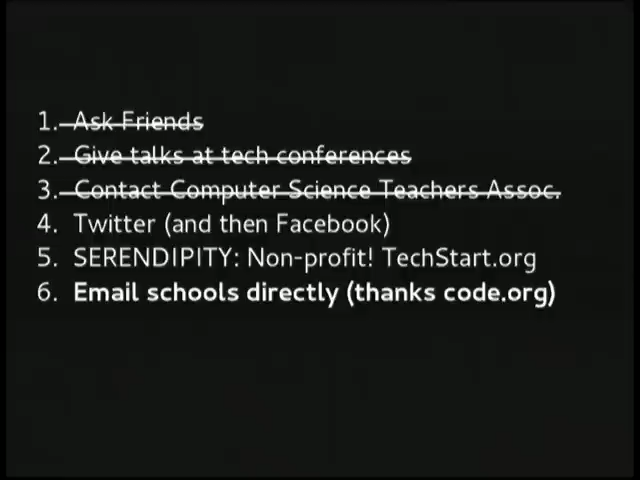 1. Ask Friends
2. Give talks at tech conferences
3. Contact Computer Science Teachers Assoc.
4. Twitter (and then Facebook)
5. SERENDIPITY: Non-profit! TechStart.org
6. Email schools directly (thanks code.org)